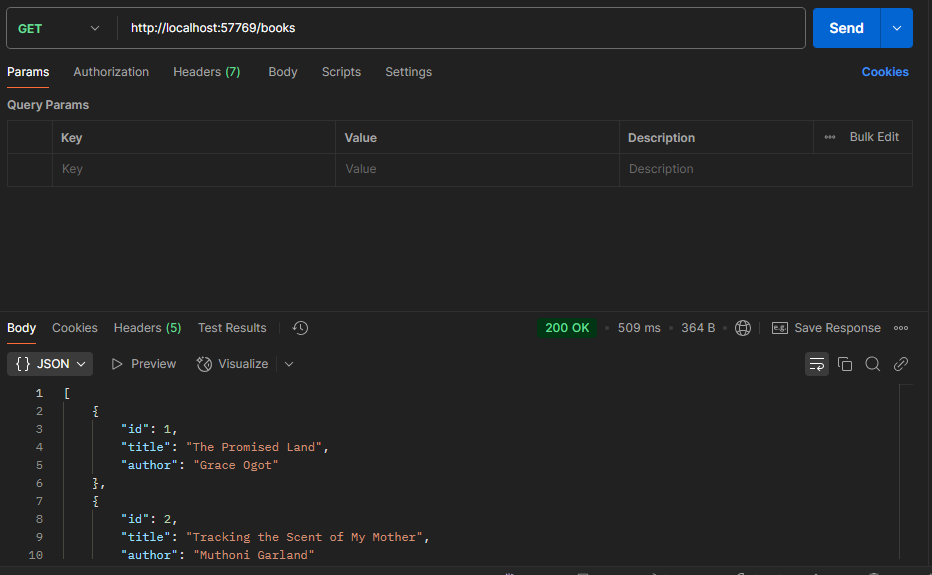 GET http://localhost:57769/books Send
Params Authorization Headers (7) Body Scripts Settings Cookies
Query Params
Key Value Description Bulk Edit
Key Value Description
Body Cookies Headers (5) Test Results 200 OK 509 ms 364 B e.g. Save Response
{} JSON Preview Visualize
1 [
2 {
3 "id": 1,
4 "title": "The Promised Land",
5 "author": "Grace Ogot"
6 },
7 {
8 "id": 2,
9 "title": "Tracking the Scent of My Mother",
10 "author": "Muthoni Garland"